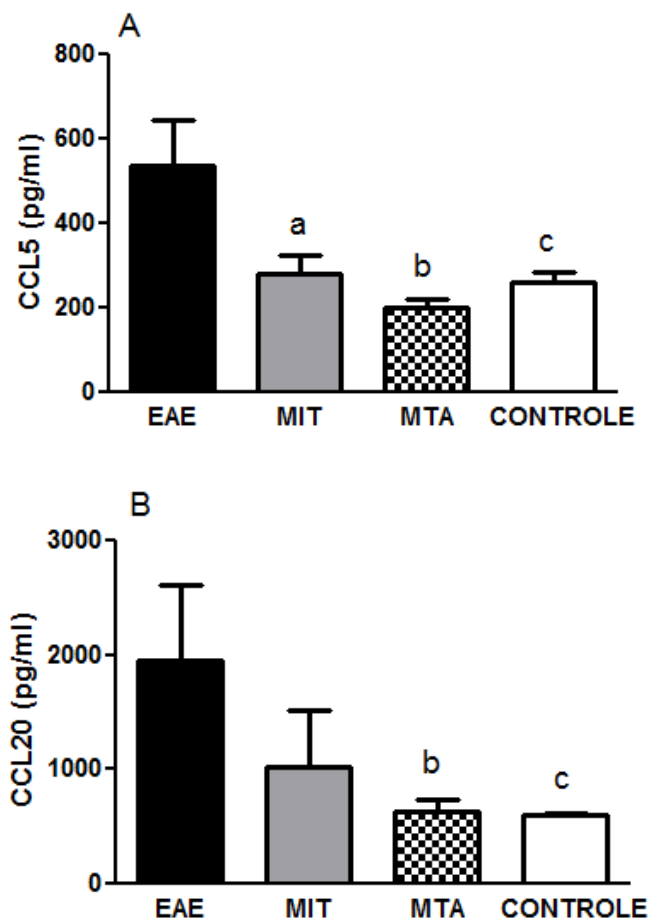 A
800
600
400
200
0
CCL5 (pg/ml)
a
b
c
EAE MIT MTA CONTROLE
B
3000
2000
1000
0
CCL20 (pg/ml)
b
c
EAE MIT MTA CONTROLE